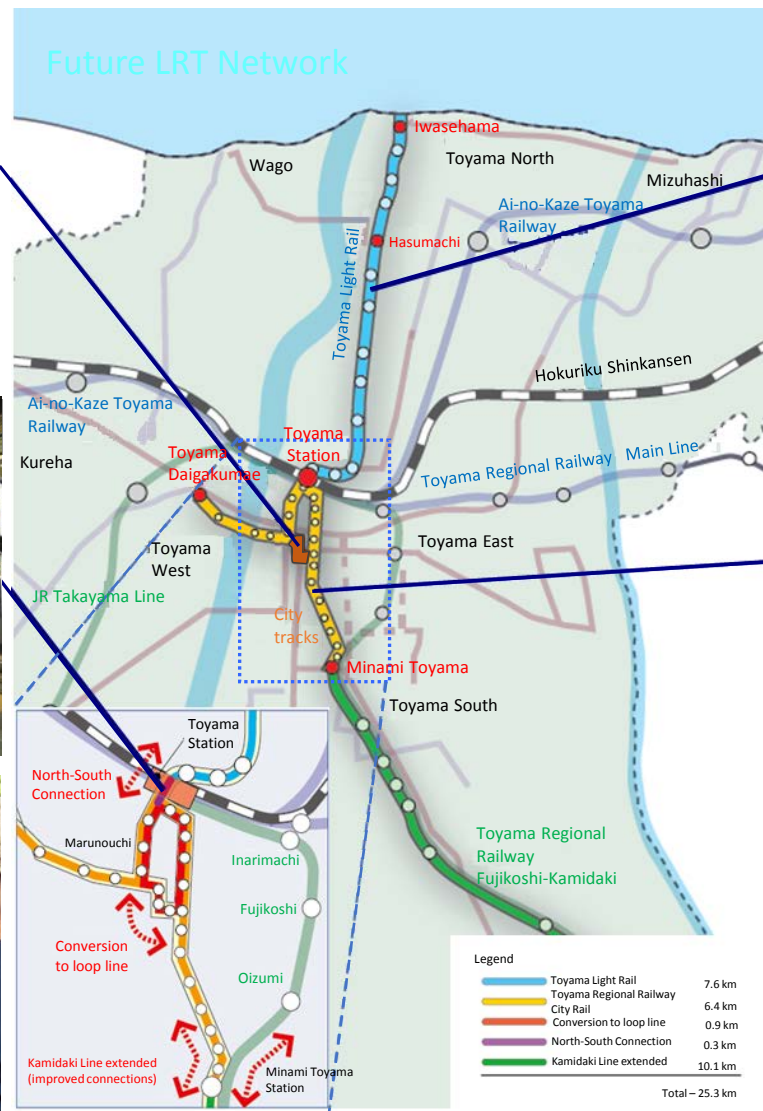 Future LRT Network
Iwasehama
Wago
Toyama North
Mizuhashi
Ai-no-Kaze Toyama
Railway
Hasumachi
Toyama Light Rail
Hokuriku Shinkansen
Ai-no-Kaze Toyama
Railway
Toyama
Station
Kureha
Toyama
Daigakumae
Toyama Regional Railway Main Line
Toyama
West
Toyama East
JR Takayama Line
City
tracks
Minami Toyama
Toyama South
Toyama
Station
North-South
Connection
Marunouchi
Inarimachi
Fujikoshi
Conversion
to loop line
Oizumi
Kamidaki Line extended
(improved connections)
Minami Toyama
Station
Toyama Regional
Railway
Fujikoshi-Kamidaki
Legend
Toyama Light Rail 7.6 km
Toyama Regional Railway
City Rail 6.4 km
Conversion to loop line 0.9 km
North-South Connection 0.3 km
Kamidaki Line extended 10.1 km
Total – 25.3 km